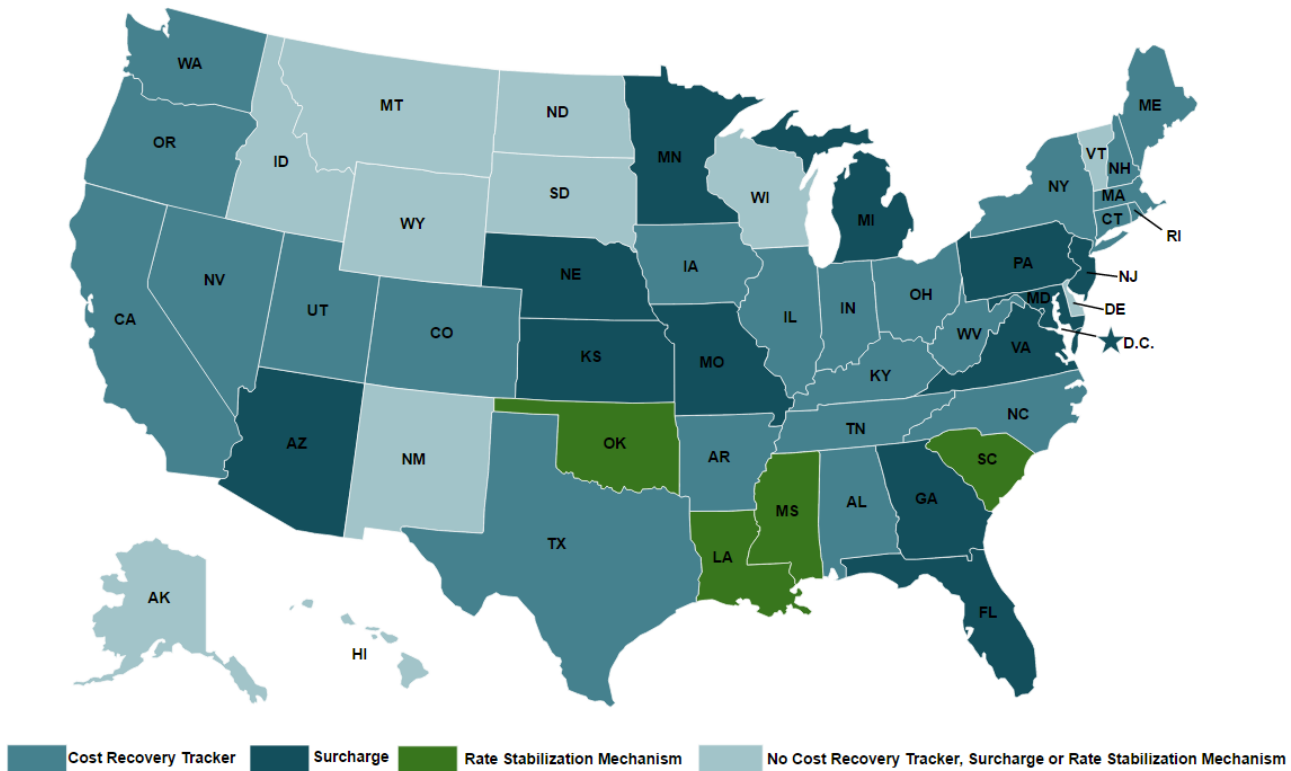 WA
ME
MT
ND
OR
MN
VT
ID
NH
SD
NY
MA
WI
WY
MI
CT
RI
IA
PA
NE
NJ
NV
OH
MD
UT
IL
IN
DE
CA
CO
WV
D.C.
KS
VA
MO
KY
NC
TN
AZ
OK
NM
AR
SC
GA
AL
MS
TX
LA
AK
FL
HI
Cost Recovery Tracker
Surcharge
Rate Stabilization Mechanism
No Cost Recovery Tracker, Surcharge or Rate Stabilization Mechanism